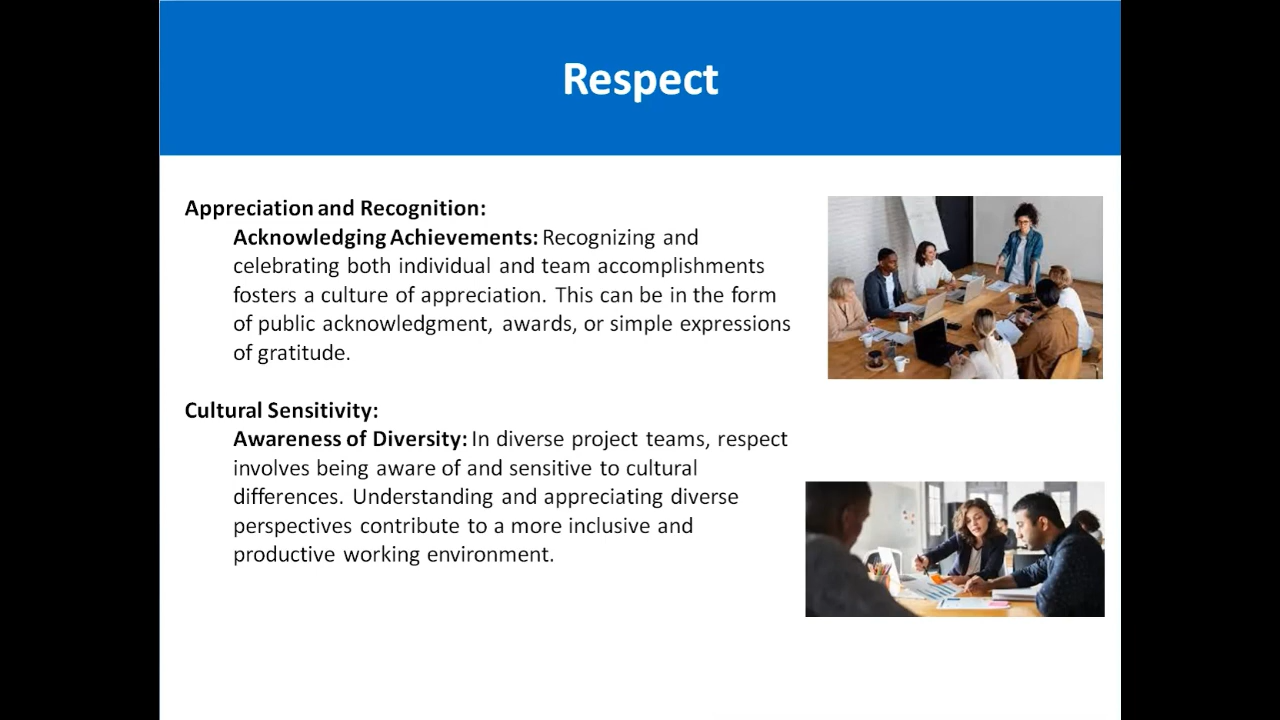 Respect
Appreciation and Recognition:
Acknowledging Achievements: Recognizing and
celebrating both individual and team accomplishments
fosters a culture of appreciation. This can be in the form
of public acknowledgment, awards, or simple expressions
of gratitude.
Cultural Sensitivity:
Awareness of Diversity: In diverse project teams, respect
involves being aware of and sensitive to cultural
differences. Understanding and appreciating diverse
perspectives contribute to a more inclusive and
productive working environment.